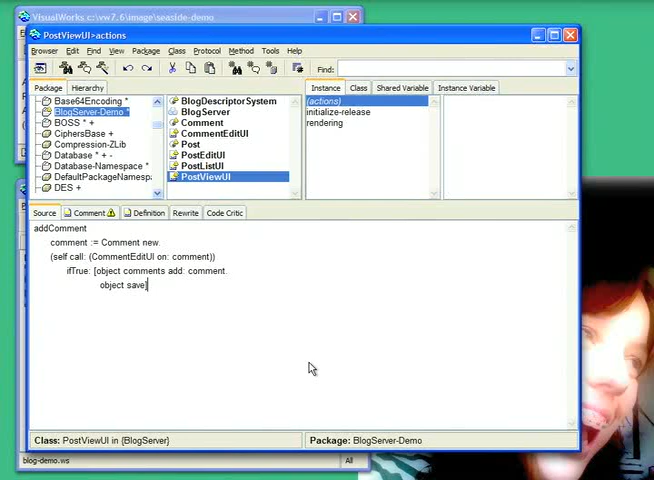 VisualWorks c:\vw7.6\image\seaside-demo
PostViewUI>actions
Browser Edit Find View Package Class Protocol Method Tools Help
Find:
Package Hierarchy
Instance Class Shared Variable Instance Variable
Base64Encoding *
BlogServer-Demo *
BOSS * +
CiphersBase +
Compression-ZLib
Database * + -
Database-Namespace * +
DefaultPackageNamesp
DES +
BlogDescriptorSystem
BlogServer
Comment
CommentEditUI
Post
PostEditUI
PostListUI
PostViewUI
(actions)
initialize-release
rendering
Source Comment Definition Rewrite Code Critic
addComment
comment := Comment new.
(self call: (CommentEditUI on: comment))
ifTrue: [object comments add: comment.
object save]
Class: PostViewUI in {BlogServer}
Package: BlogServer-Demo
blog-demo.ws
All